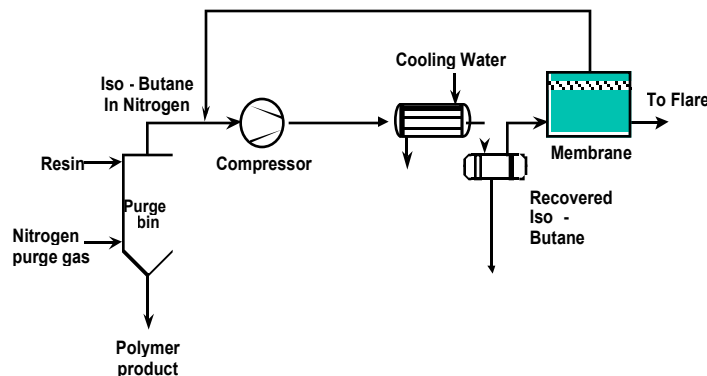 Cooling Water
Iso - Butane
In Nitrogen
To Flare
Compressor
Membrane
Resin
Purge
bin
Recovered
Iso -
Butane
Nitrogen
purge gas
Polymer
product